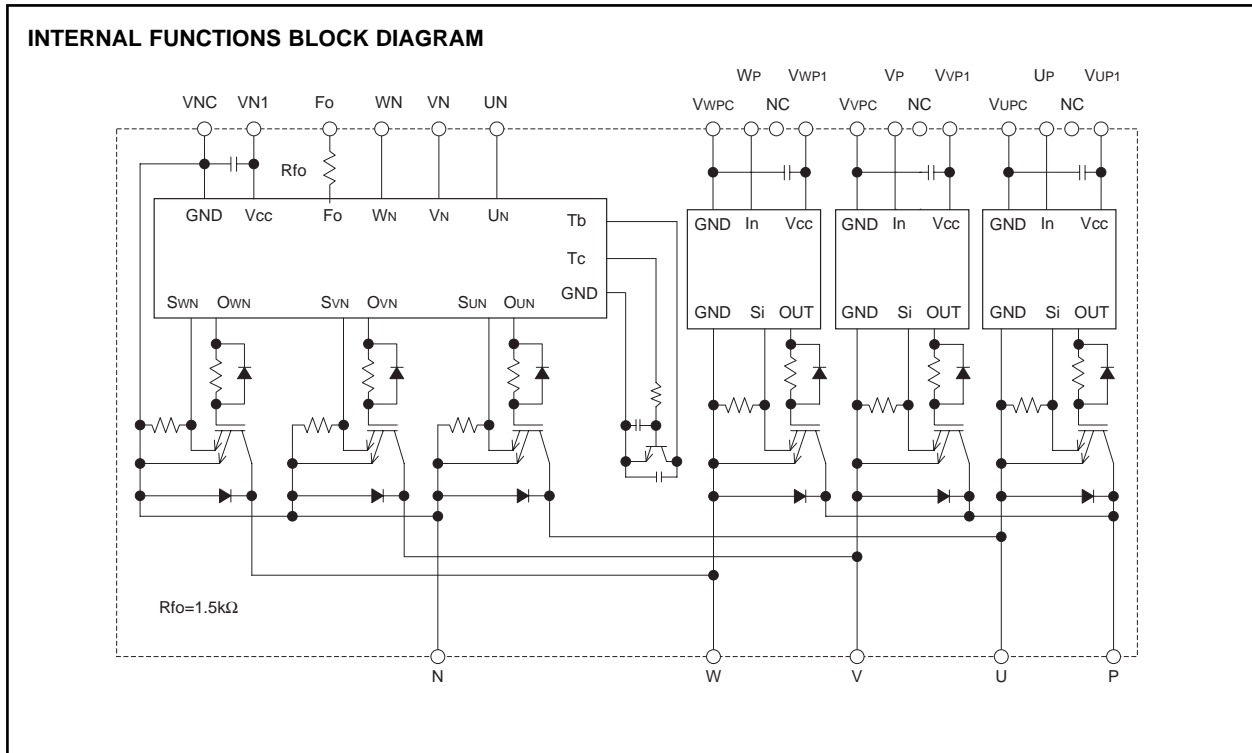 INTERNAL FUNCTIONS BLOCK DIAGRAM
WP VWP1 VP VVP1 UP VUP1
VNC VN1 Fo WN VN UN VWPC NC VVPC NC VUPC NC
Rfo
GND Vcc Fo WN VN UN
Tb
Tc
GND
SWN OWN SVN OVN SUN OUN
GND In Vcc
GND Si OUT
GND In Vcc
GND Si OUT
GND In Vcc
GND Si OUT
Rfo=1.5kΩ
N W V U P